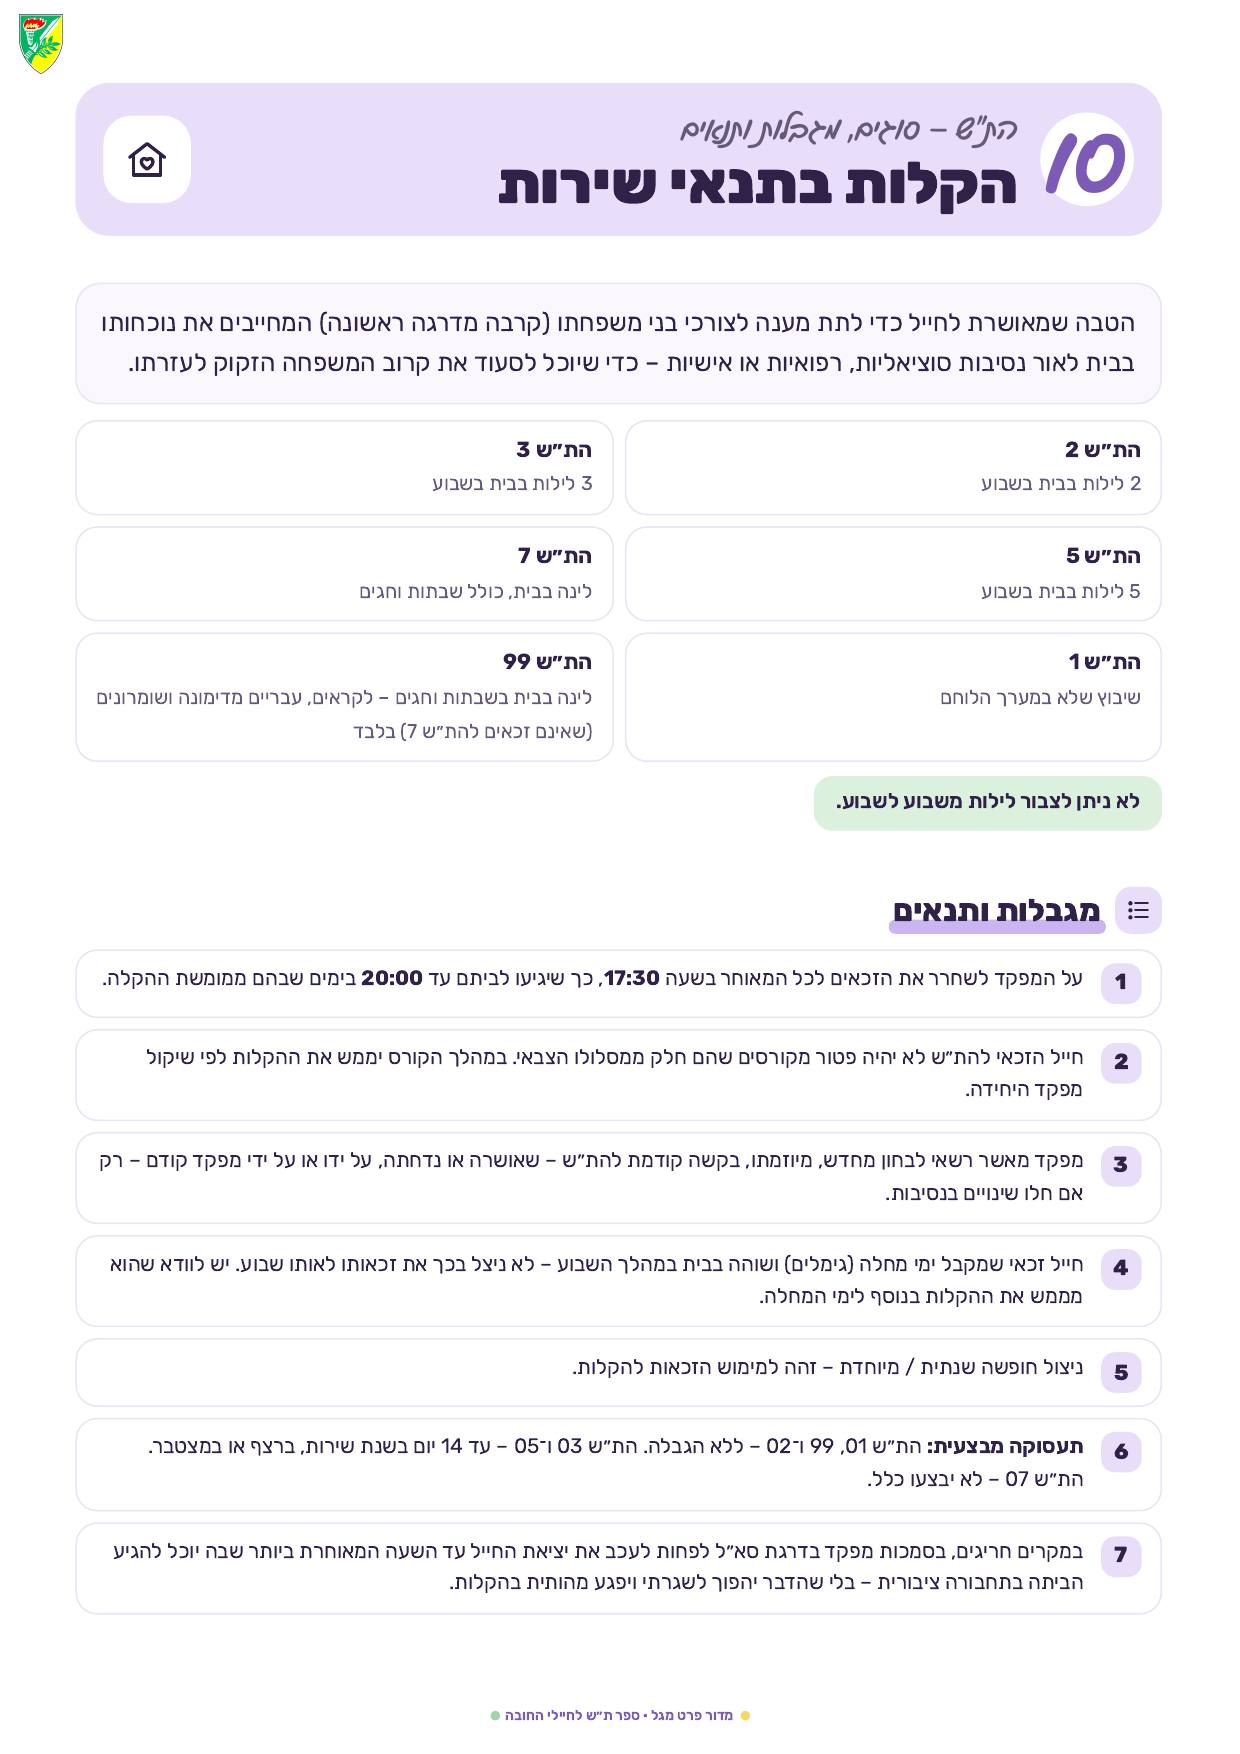 10
הת״ש – סוגים, מגבלות ותנאים
הקלות בתנאי שירות
הטבה שמאושרת לחייל כדי לתת מענה לצורכי בני משפחתו (קרבה מדרגה ראשונה) המחייבים את נוכחותו
בבית לאור נסיבות סוציאליות, רפואיות או אישיות – כדי שיוכל לסעוד את קרוב המשפחה הזקוק לעזרתו.
הת״ש 2
2 לילות בבית בשבוע
הת״ש 3
3 לילות בבית בשבוע
הת״ש 5
5 לילות בבית בשבוע
הת״ש 7
לינה בבית, כולל שבתות וחגים
הת״ש 1
שיבוץ שלא במערך הלוחם
הת״ש 99
לינה בבית בשבתות וחגים – לקראים, עבריים מדימונה ושומרונים
(שאינם זכאים להת״ש 7) בלבד
לא ניתן לצבור לילות משבוע לשבוע.
מגבלות ותנאים
1
על המפקד לשחרר את הזכאים לכל המאוחר בשעה 17:30, כך שיגיעו לביתם עד 20:00 בימים שבהם ממומשת ההקלה.
2
חייל הזכאי להת״ש לא יהיה פטור מקורסים שהם חלק ממסלולו הצבאי. במהלך הקורס יממש את ההקלות לפי שיקול
מפקד היחידה.
3
מפקד מאשר רשאי לבחון מחדש, מיוזמתו, בקשה קודמת להת״ש – שאושרה או נדחתה, על ידו או על ידי מפקד קודם – רק
אם חלו שינויים בנסיבות.
4
חייל זכאי שמקבל ימי מחלה (גימלים) ושוהה בבית במהלך השבוע – לא ניצל בכך את זכאותו לאותו שבוע. יש לוודא שהוא
מממש את ההקלות בנוסף לימי המחלה.
5
ניצול חופשה שנתית / מיוחדת – זהה למימוש הזכאות להקלות.
6
תעסוקה מבצעית: הת״ש 01, 99 ו־02 – ללא הגבלה. הת״ש 03 ו־05 – עד 14 יום בשנת שירות, ברצף או במצטבר.
הת״ש 07 – לא יבצעו כלל.
7
במקרים חריגים, בסמכות מפקד בדרגת סא״ל לפחות לעכב את יציאת החייל עד השעה המאוחרת ביותר שבה יוכל להגיע
הביתה בתחבורה ציבורית – בלי שהדבר יהפוך לשגרתי ויפגע מהותית בהקלות.
מדור פרט מגל • ספר ת״ש לחיילי החובה